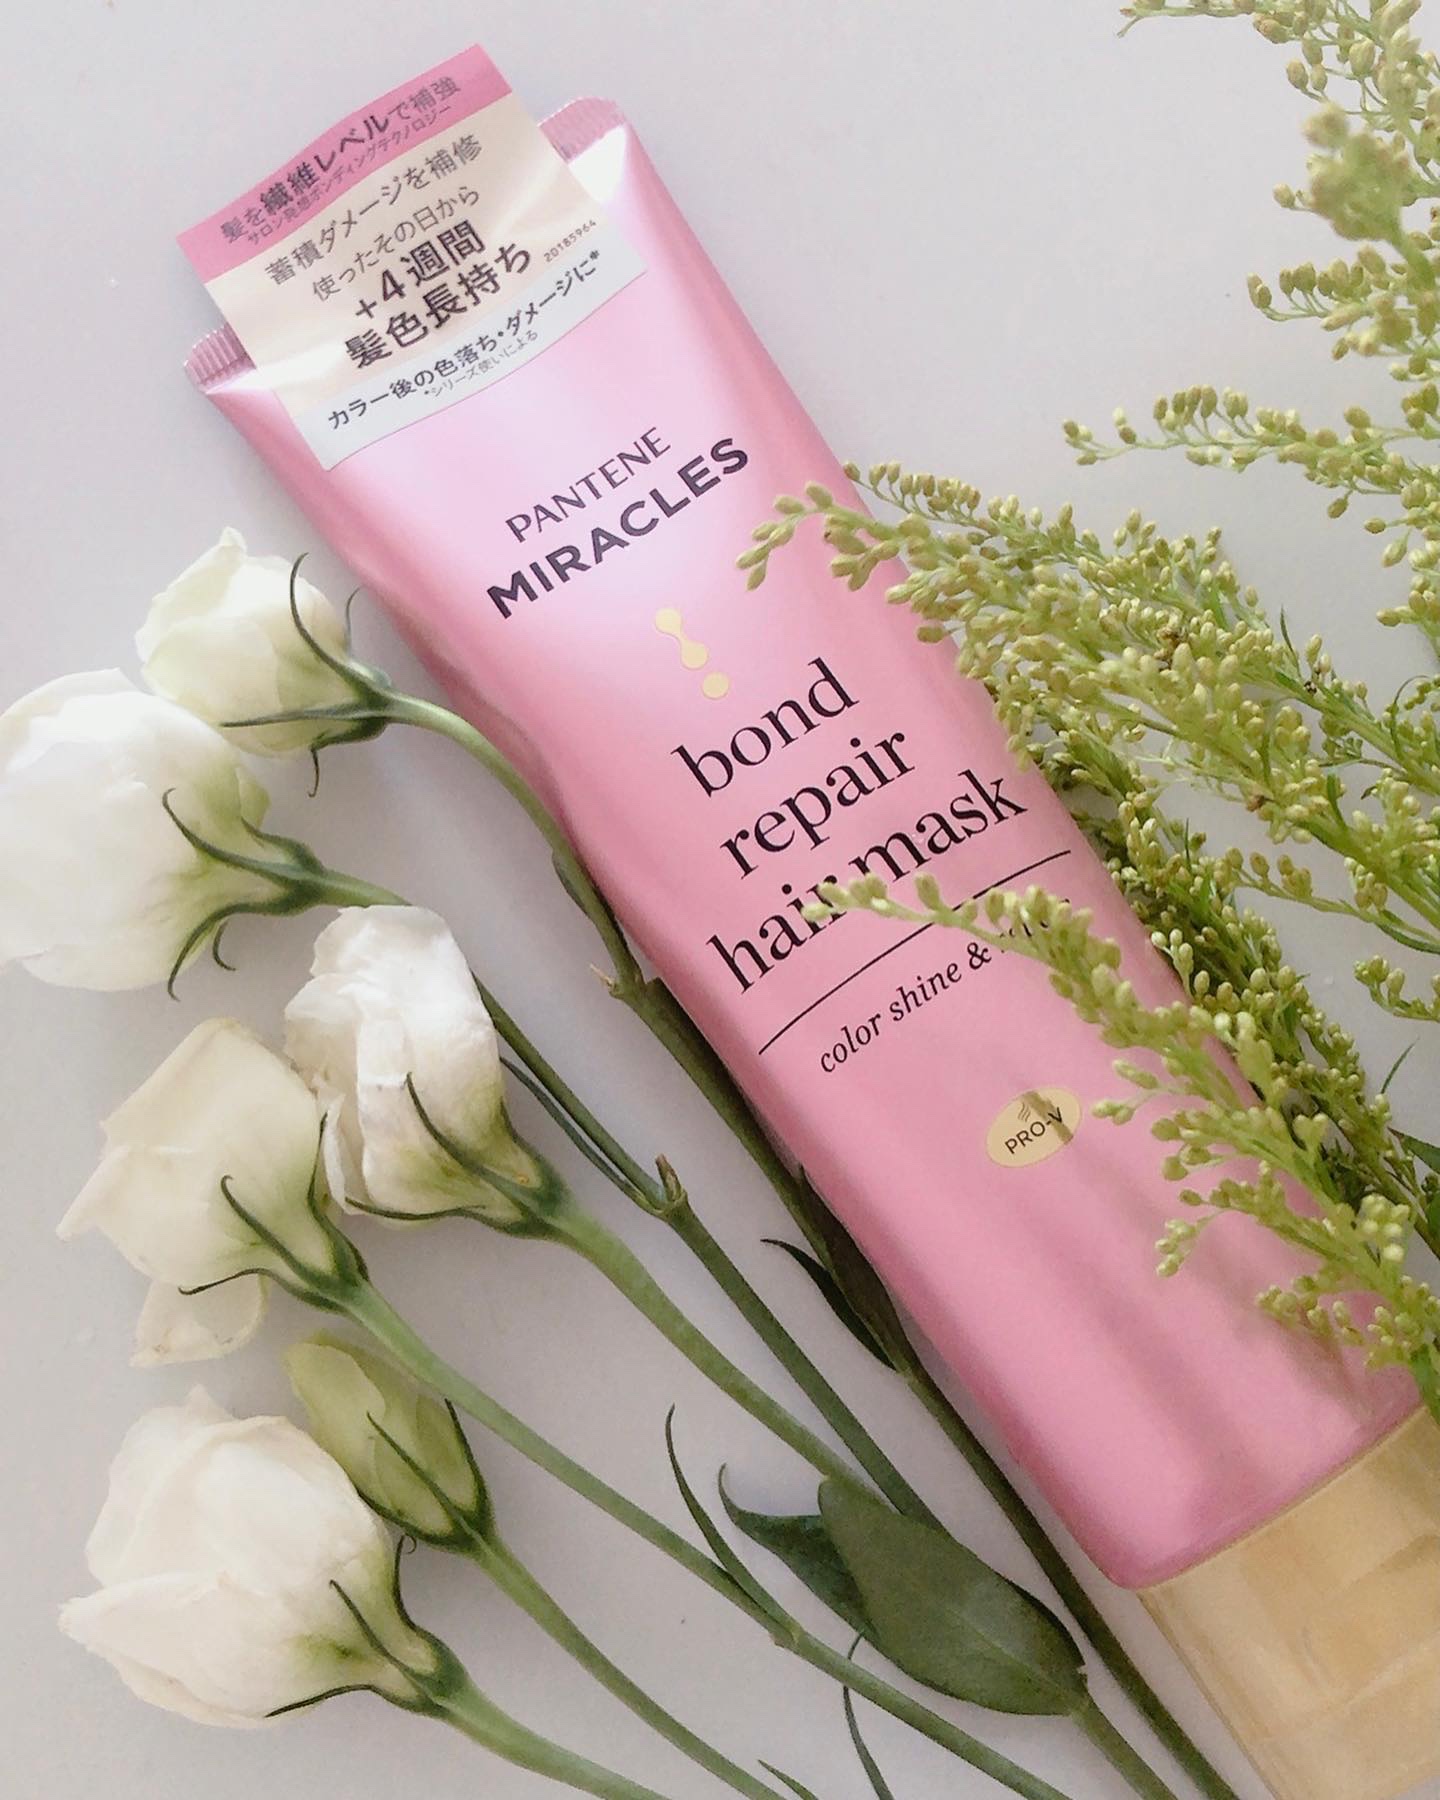 髪を繊維レベルで補強
サロン発想ボンディングテクノロジー
蓄積ダメージを補修
使ったその日から
+4週間
髪色長持ち
20185964
カラー後の色落ち・ダメージに*
*シリーズ使いによる
PANTENE
MIRACLES
bond
repair
hair mask
color shine &
PRO-V